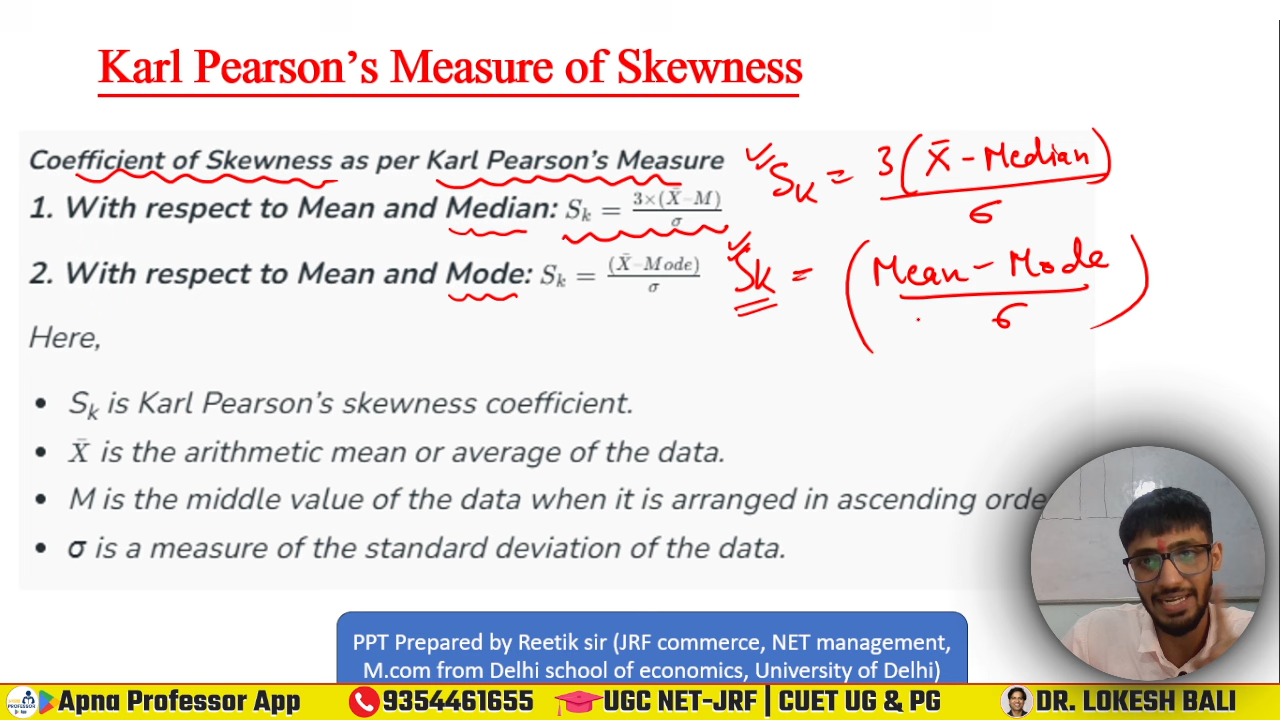 Karl Pearson’s Measure of Skewness
Coefficient of Skewness as per Karl Pearson’s Measure
1. With respect to Mean and Median: Sₖ = 3×(X̄−M)/σ
2. With respect to Mean and Mode: Sₖ = (X̄−Mode)/σ
Sₖ = 3(X̄ − Median)/σ
Sₖ = (Mean − Mode/σ)
Here,
• Sₖ is Karl Pearson’s skewness coefficient.
• X̄ is the arithmetic mean or average of the data.
• M is the middle value of the data when it is arranged in ascending orde
• σ is a measure of the standard deviation of the data.
PPT Prepared by Reetik sir (JRF commerce, NET management,
M.com from Delhi school of economics, University of Delhi)
Apna Professor App 9354461655 UGC NET-JRF | CUET UG & PG DR. LOKESH BALI